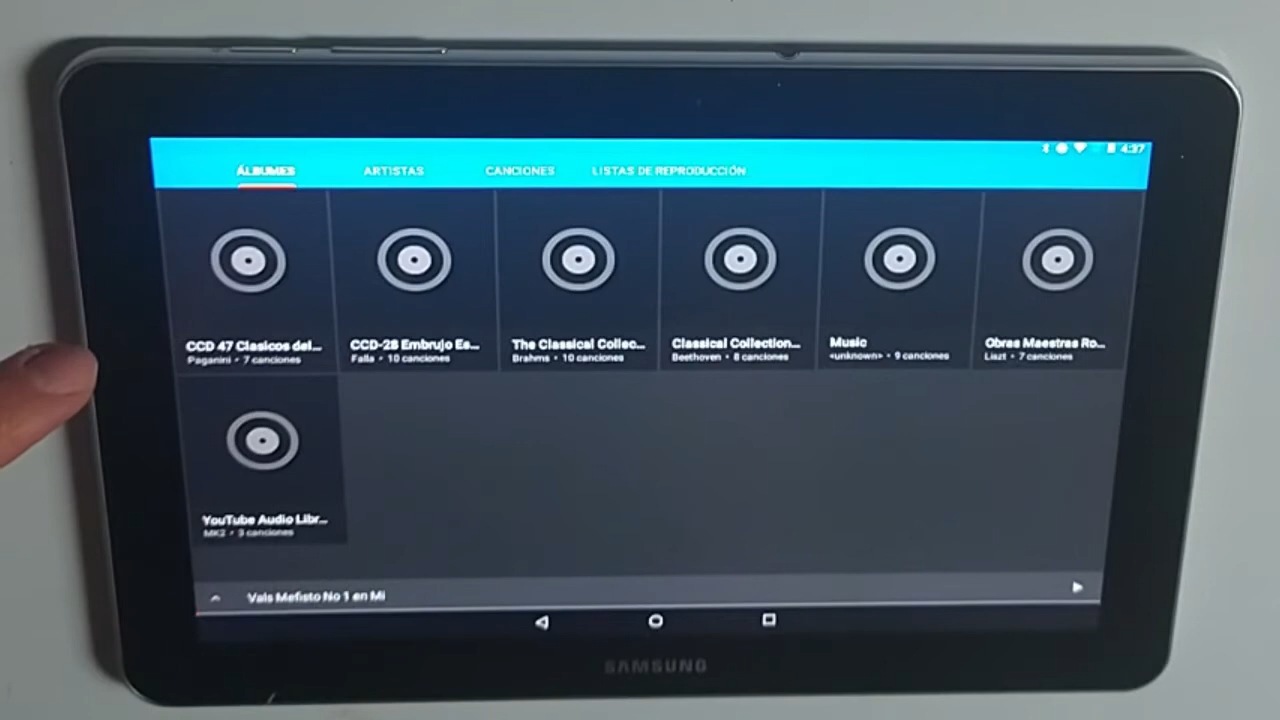 4:37
ÁLBUMES ARTISTAS CANCIONES LISTAS DE REPRODUCCIÓN
CCD 47 Clasicos del...
Paganini • 7 canciones
CCD-28 Embrujo Es...
Falla • 10 canciones
The Classical Collec...
Brahms • 10 canciones
Classical Collection...
Beethoven • 8 canciones
Music
<unknown> • 9 canciones
Obras Maestras Ro...
Liszt • 7 canciones
YouTube Audio Libr...
MK2 • 3 canciones
Vals Mefisto No 1 en Mi
SAMSUNG